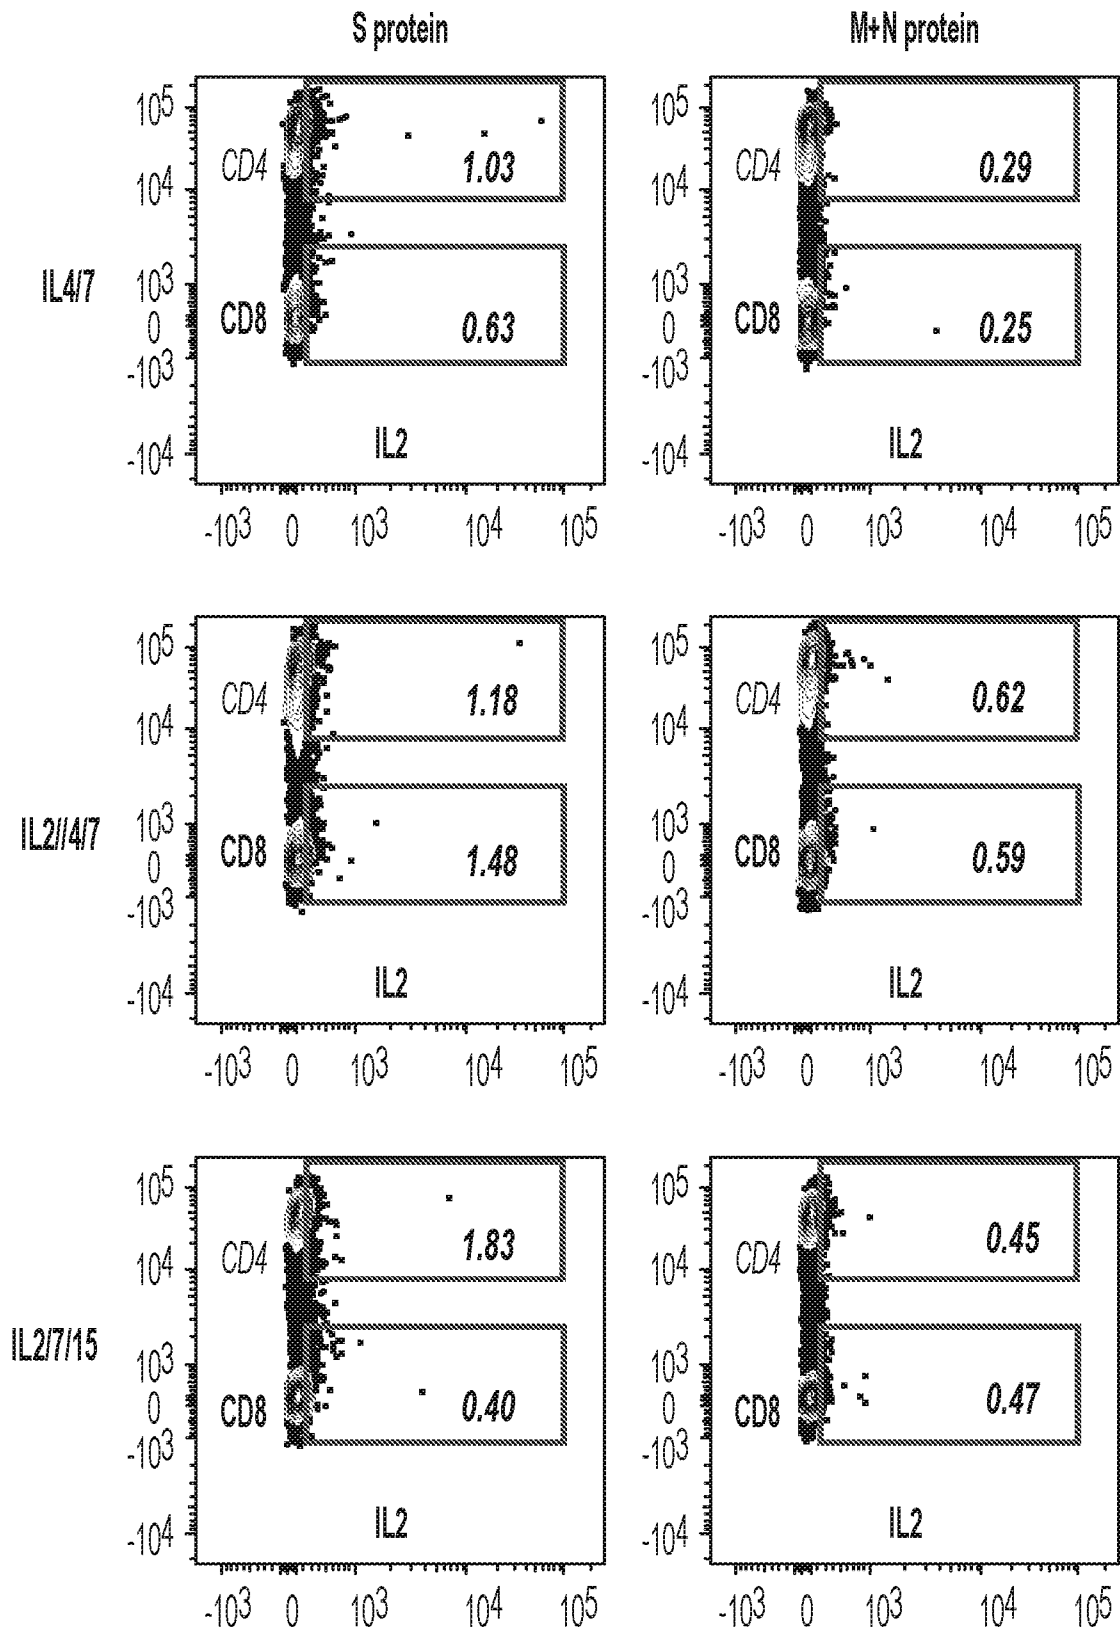 S protein M+N protein
10^5
CD4 1.03
10^4
IL4/7
10^3
0 CD8 0.63
-10^3
-10^4 IL2
-10^3 0 10^3 10^4 10^5
10^5
CD4 0.29
10^4
10^3
0 CD8 0.25
-10^3
-10^4 IL2
-10^3 0 10^3 10^4 10^5
10^5
CD4 1.18
10^4
IL2//4/7
10^3
0 CD8 1.48
-10^3
-10^4 IL2
-10^3 0 10^3 10^4 10^5
10^5
CD4 0.62
10^4
10^3
0 CD8 0.59
-10^3
-10^4 IL2
-10^3 0 10^3 10^4 10^5
10^5
CD4 1.83
10^4
IL2/7/15
10^3
0 CD8 0.40
-10^3
-10^4 IL2
-10^3 0 10^3 10^4 10^5
10^5
CD4 0.45
10^4
10^3
0 CD8 0.47
-10^3
-10^4 IL2
-10^3 0 10^3 10^4 10^5